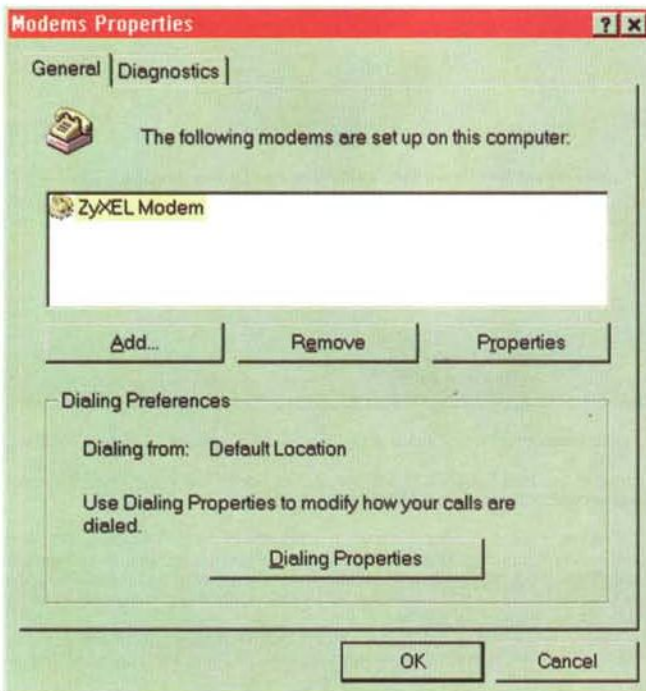 Modems Properties
? ×
General
Diagnostics
The following modems are set up on this computer:
ZyXEL Modem
Add...
Remove
Properties
Dialing Preferences
Dialing from: Default Location
Use Dialing Properties to modify how your calls are
dialed.
Dialing Properties
OK
Cancel